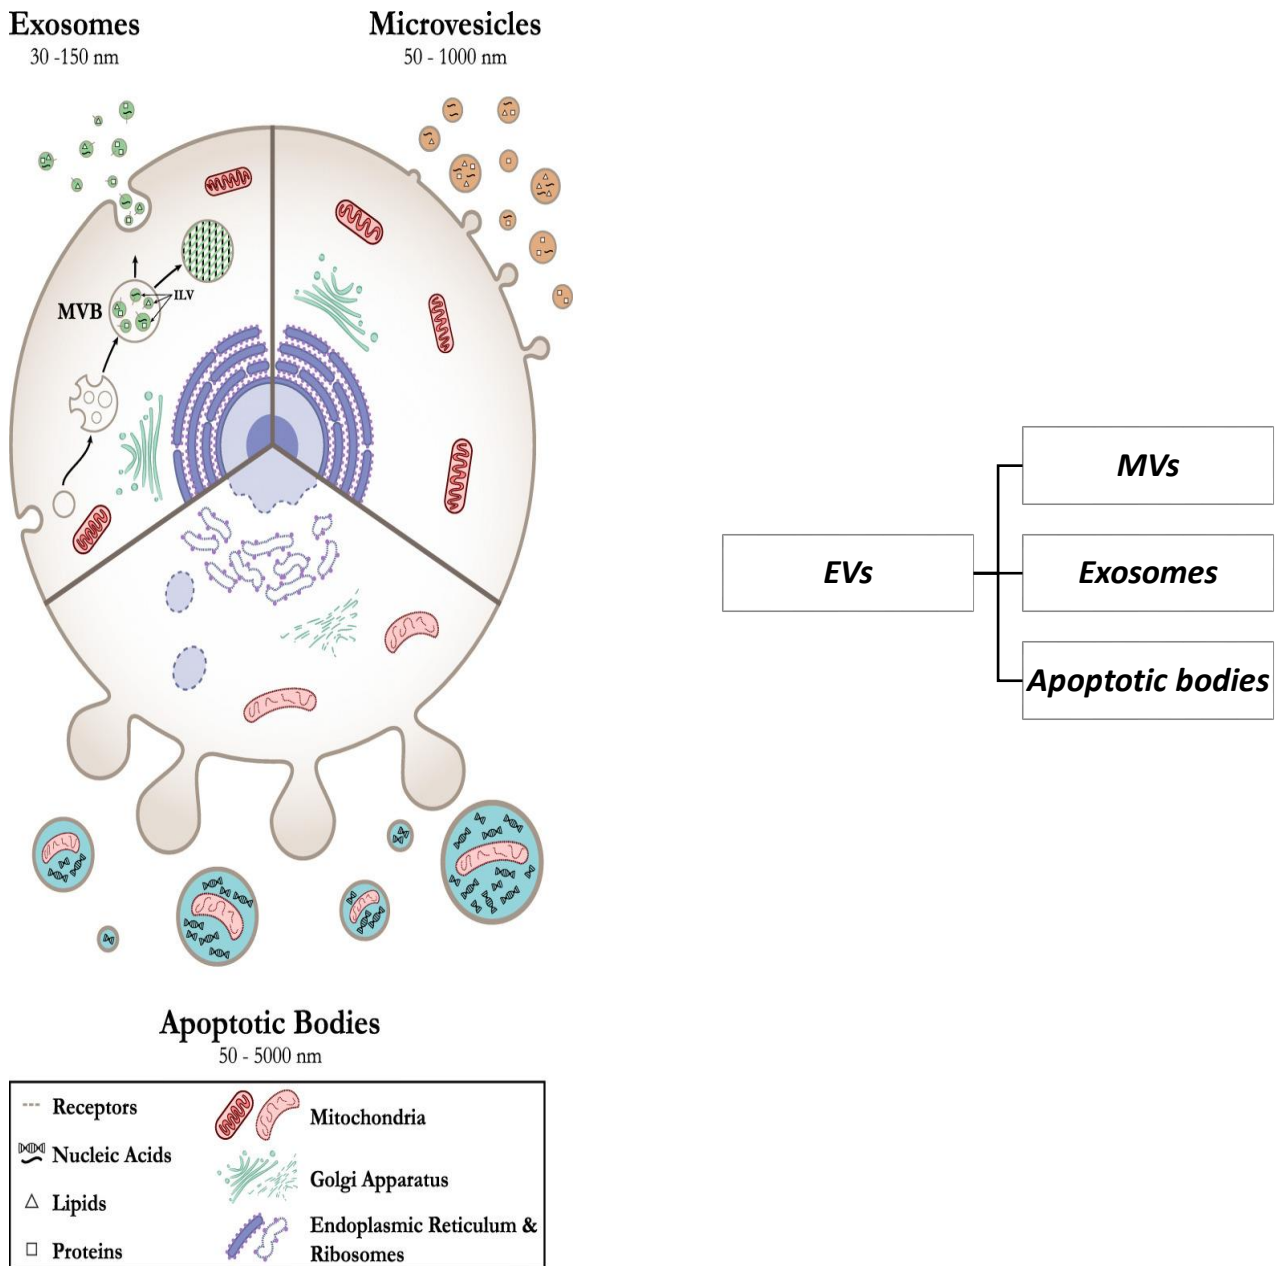 Exosomes
30 -150 nm
Microvesicles
50 - 1000 nm
MVB
ILV
Apoptotic Bodies
50 - 5000 nm
Receptors
Nucleic Acids
Lipids
Proteins
Mitochondria
Golgi Apparatus
Endoplasmic Reticulum &
Ribosomes
EVs
MVs
Exosomes
Apoptotic bodies